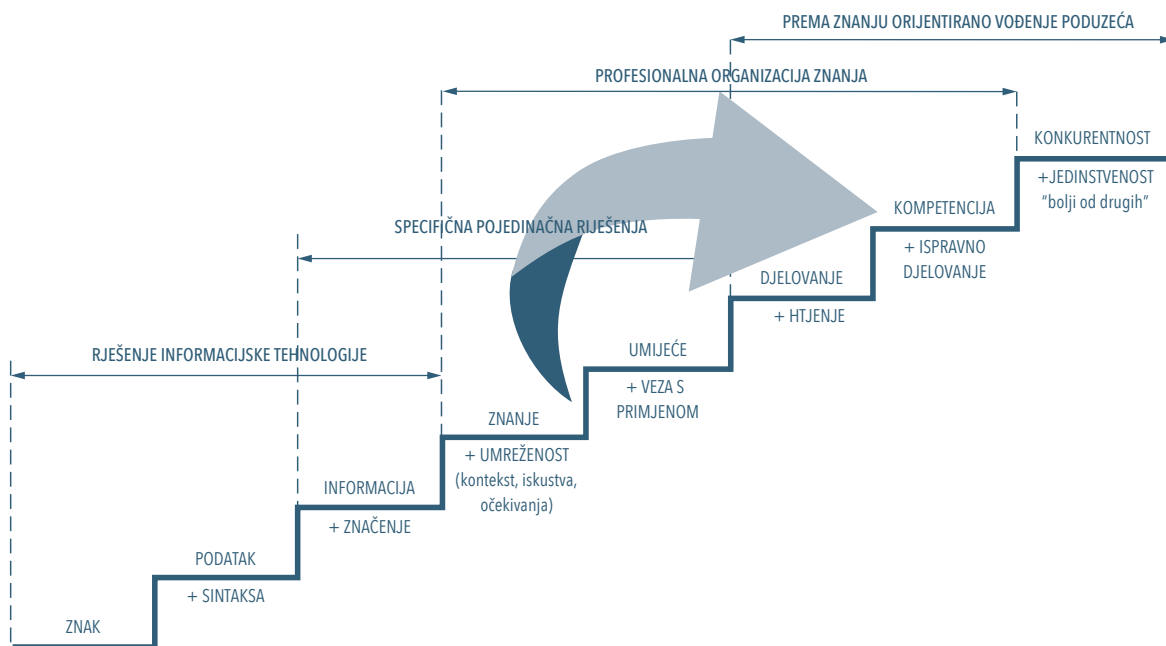 PREMA ZNANJU ORIJENTIRANO VOĐENJE PODUZEĆA
PROFESIONALNA ORGANIZACIJA ZNANJA
KONKURENTNOST
+JEDINSTVENOST
"bolji od drugih"
KOMPETENCIJA
+ ISPRAVNO
DJELOVANJE
SPECIFIČNA POJEDINAČNA RIJEŠENJA
DJELOVANJE
+ HTJENJE
RJEŠENJE INFORMACIJSKE TEHNOLOGIJE
UMIJEĆE
+ VEZA S
PRIMJENOM
ZNANJE
+ UMREŽENOST
(kontekst, iskustva,
očekivanja)
INFORMACIJA
+ ZNAČENJE
PODATAK
+ SINTAKSA
ZNAK